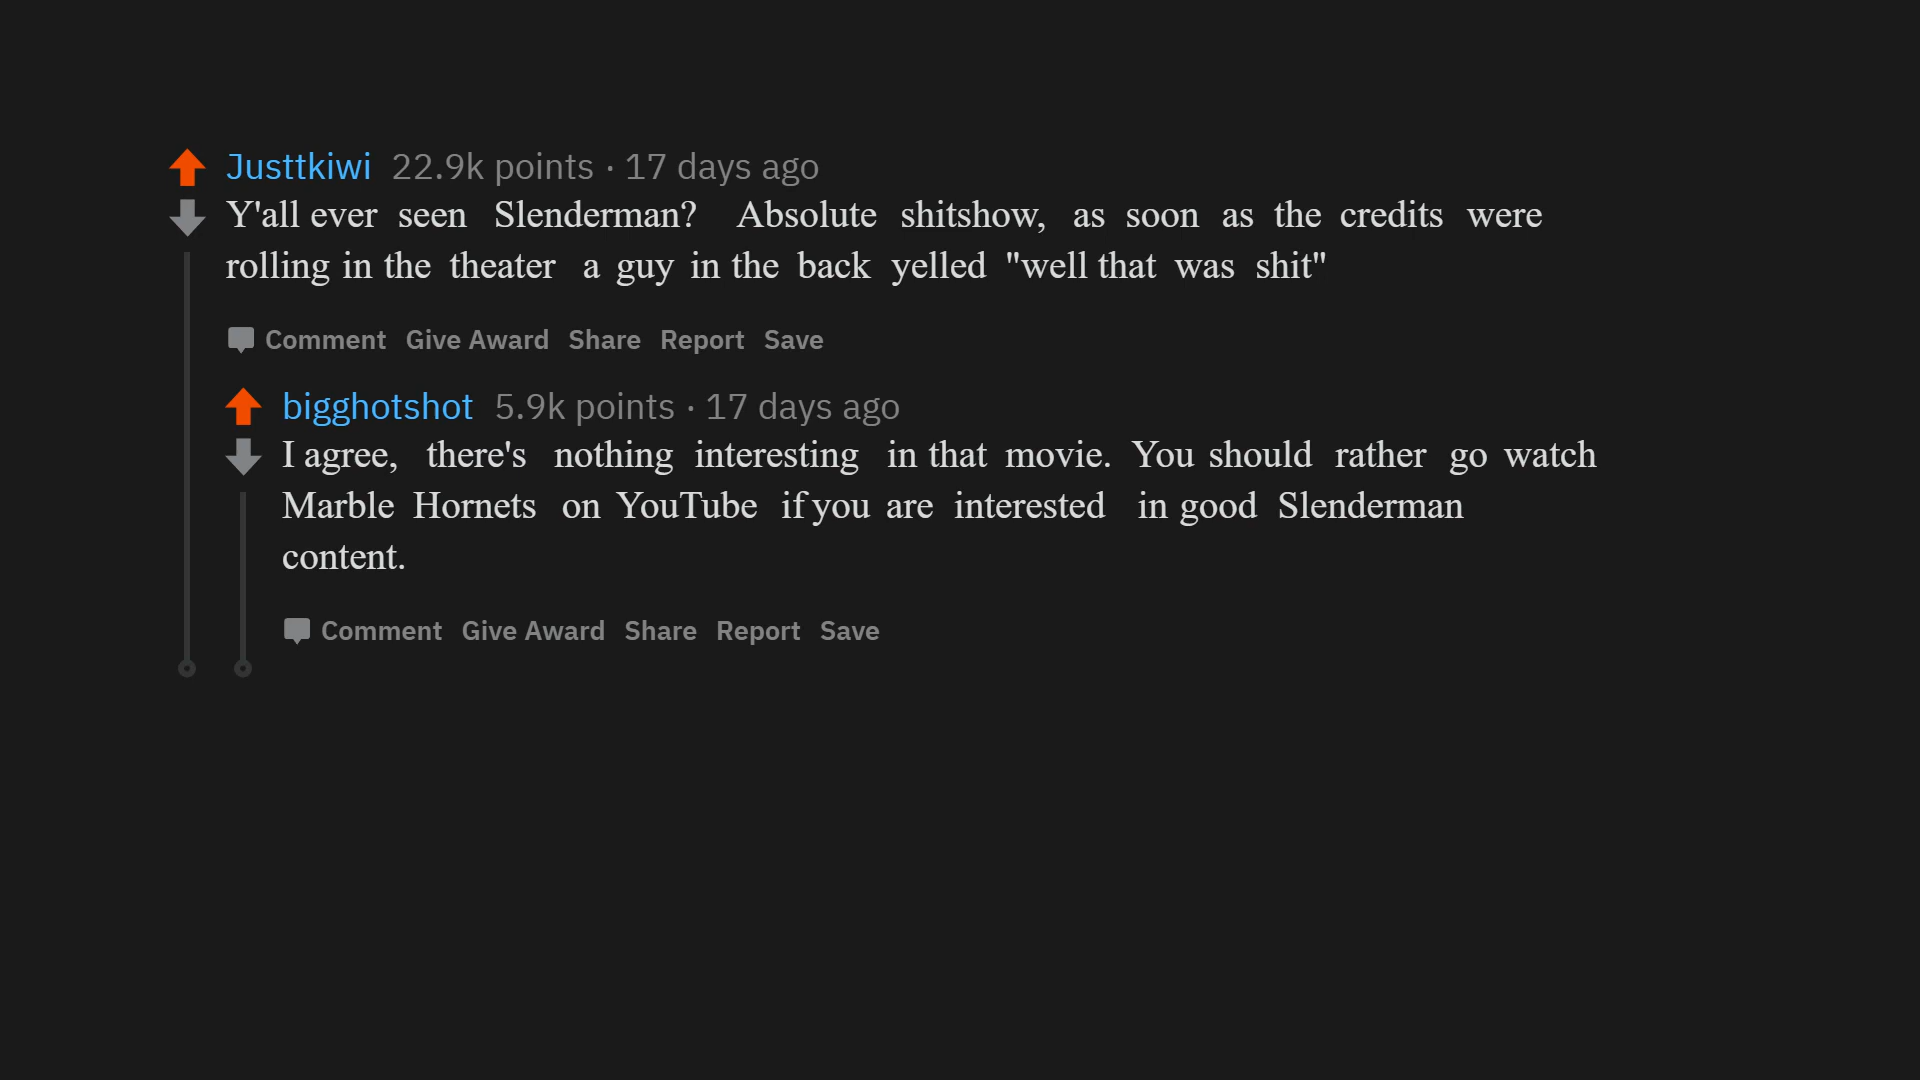 Justtkiwi 22.9k points · 17 days ago
Y'all ever seen Slenderman? Absolute shitshow, as soon as the credits were
rolling in the theater a guy in the back yelled "well that was shit"
Comment Give Award Share Report Save
bigghotshot 5.9k points · 17 days ago
I agree, there's nothing interesting in that movie. You should rather go watch
Marble Hornets on YouTube if you are interested in good Slenderman
content.
Comment Give Award Share Report Save